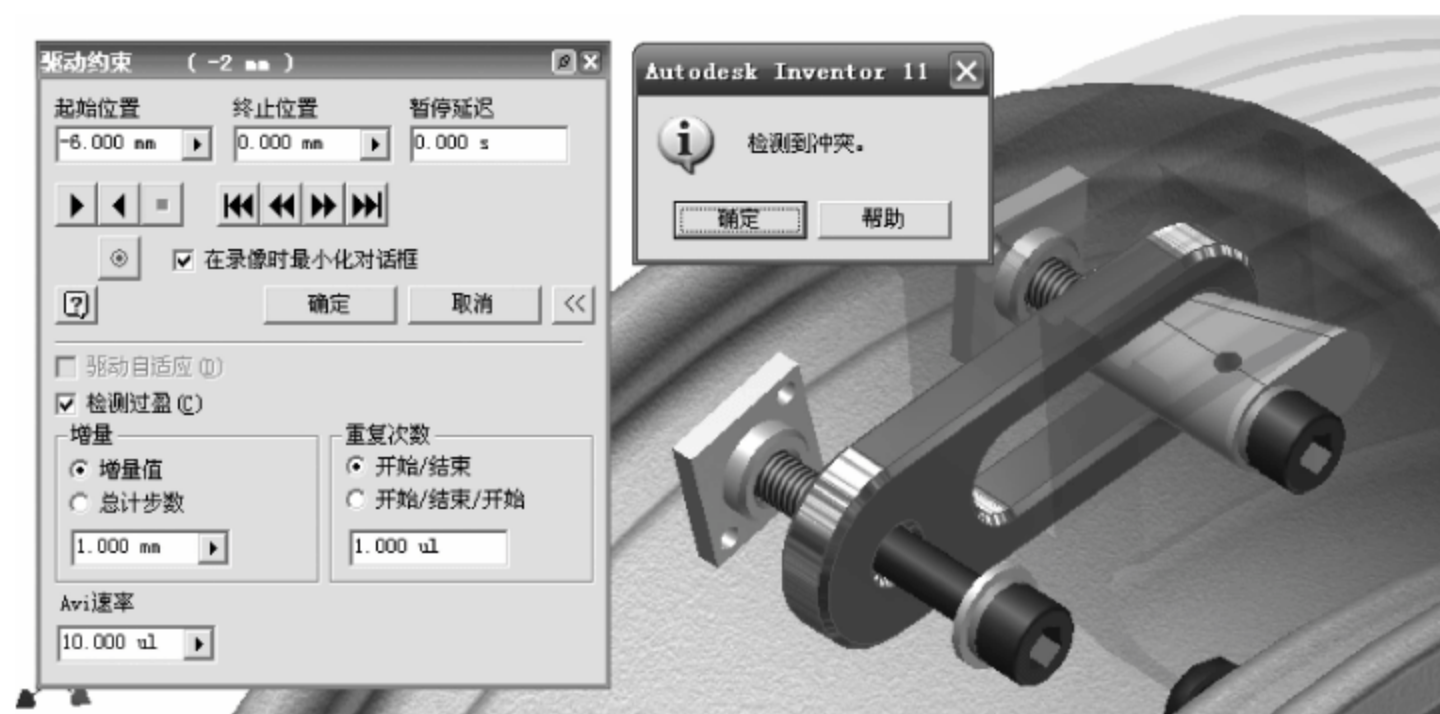 驱动约束 (-2 mm)
起始位置 终止位置 暂停延迟
-6.000 mm 0.000 mm 0.000 s
在录像时最小化对话框
确定 取消 <<
驱动自适应(D)
检测过盈(C)
增量 重复次数
增量值 开始/结束
总计步数 开始/结束/开始
1.000 mm 1.000 ul
Avi速率
10.000 ul
Autodesk Inventor 11
检测到冲突。
确定 帮助